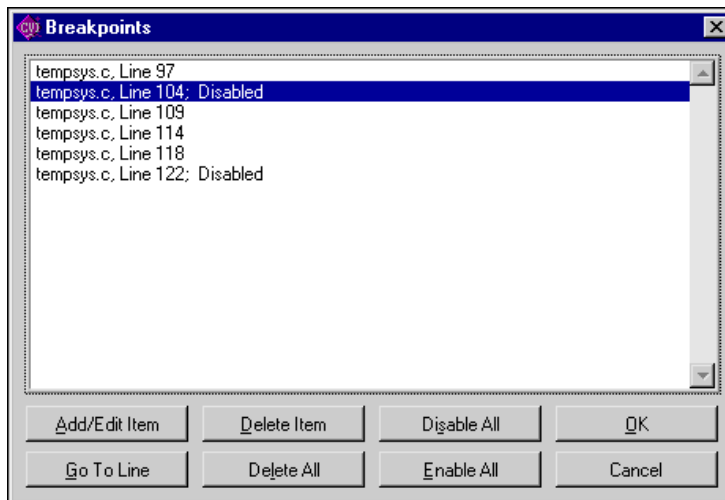 CVI Breakpoints
tempsys.c, Line 97
tempsys.c, Line 104;  Disabled
tempsys.c, Line 109
tempsys.c, Line 114
tempsys.c, Line 118
tempsys.c, Line 122;  Disabled
Add/Edit Item Delete Item Disable All OK
Go To Line Delete All Enable All Cancel